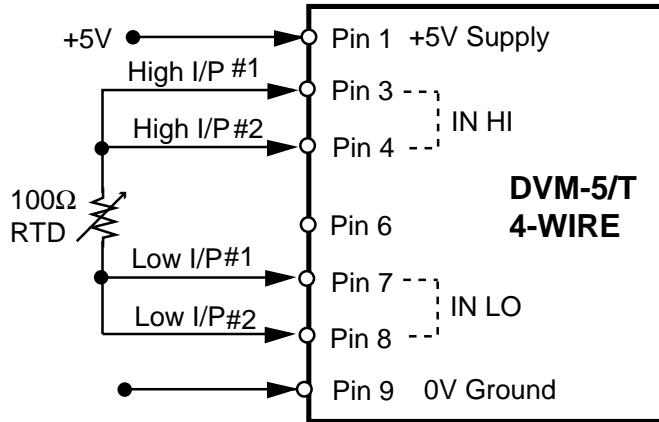 +5V
Pin 1 +5V Supply
High I/P #1
Pin 3
IN HI
High I/P#2
Pin 4
100Ω
RTD
DVM-5/T
4-WIRE
Pin 6
Low I/P#1
Pin 7
IN LO
Low I/P#2
Pin 8
Pin 9 0V Ground